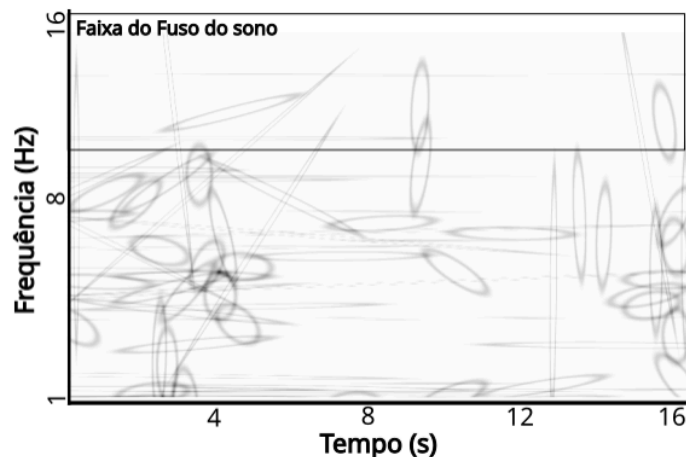 16
Faixa do Fuso do sono
Frequência (Hz)
8
1
4
8
12
16
Tempo (s)